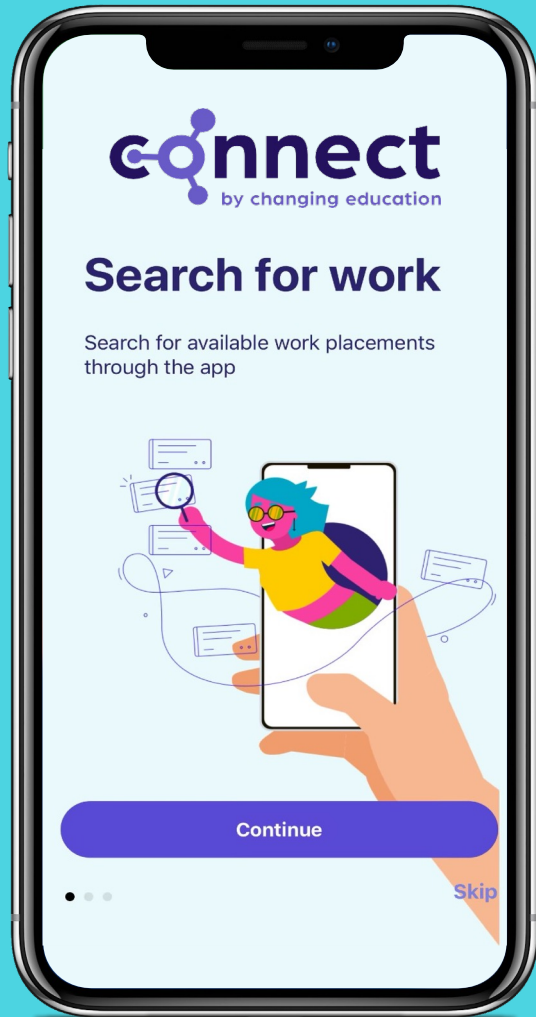 connect
by changing education
Search for work
Search for available work placements
through the app
Continue
Skip